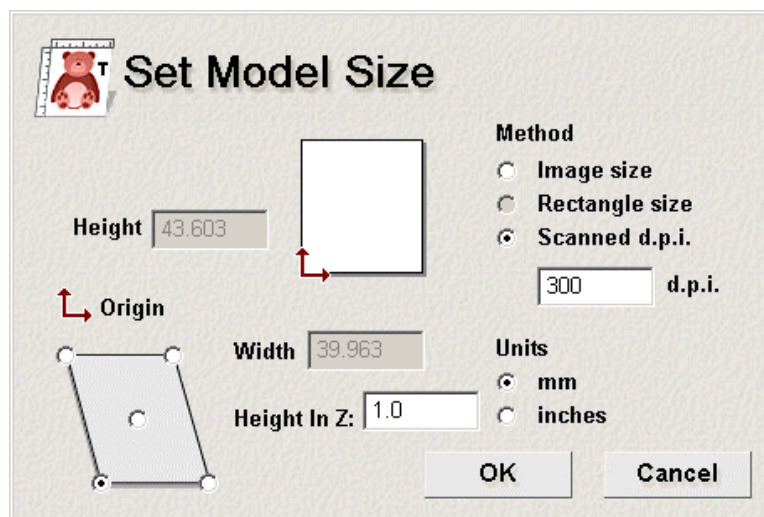 T
Set Model Size
Method
Image size
Rectangle size
Height 43.603
Scanned d.p.i.
300 d.p.i.
Origin
Width 39.963
Units
mm
Height In Z: 1.0
inches
OK
Cancel